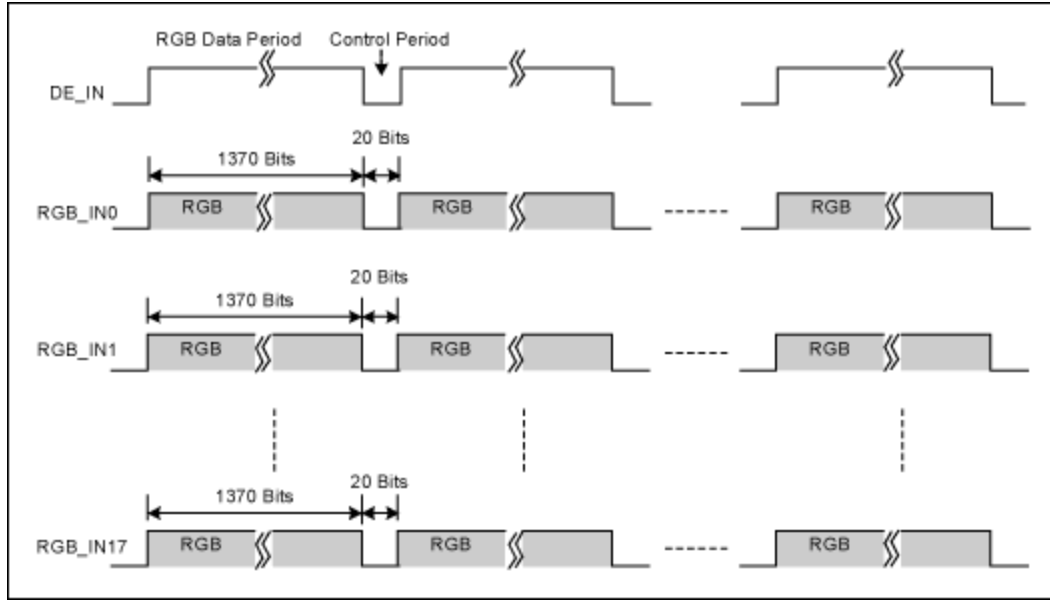 RGB Data Period Control Period
DE_IN
20 Bits
1370 Bits
RGB_IN0 RGB RGB RGB
20 Bits
1370 Bits
RGB_IN1 RGB RGB RGB
20 Bits
1370 Bits
RGB_IN17 RGB RGB RGB